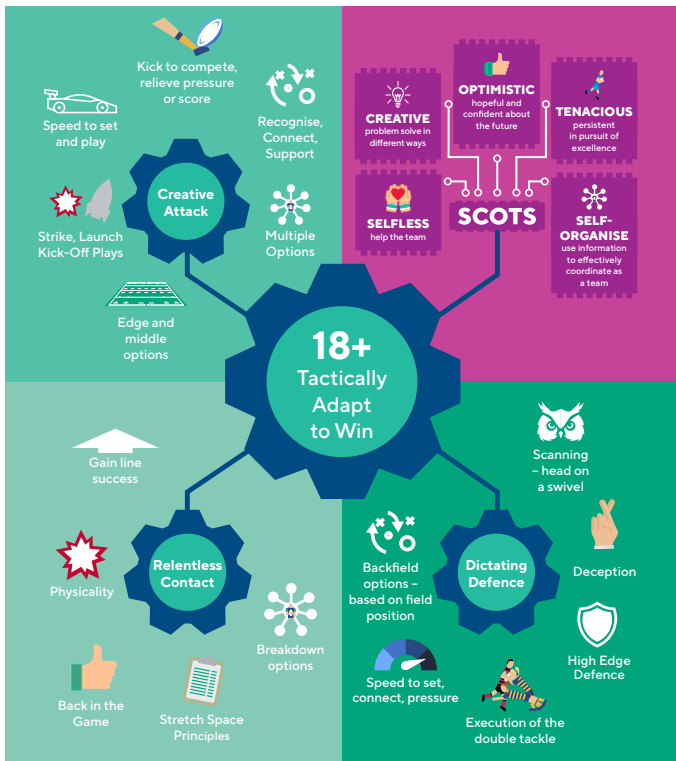 Kick to compete,
relieve pressure
or score
Speed to set
and play
Recognise,
Connect,
Support
Creative
Attack
Strike, Launch
Kick-Off Plays
Multiple
Options
Edge and
middle
options
CREATIVE
problem solve in
different ways
OPTIMISTIC
hopeful and
confident about
the future
TENACIOUS
persistent
in pursuit of
excellence
SELFLESS
help the team
SCOTS
SELF-
ORGANISE
use information
to effectively
coordinate as
a team
18+
Tactically
Adapt
to Win
Gain line
success
Physicality
Relentless
Contact
Breakdown
options
Back in the
Game
Stretch Space
Principles
Scanning
– head on
a swivel
Backfield
options –
based on field
position
Dictating
Defence
Deception
High Edge
Defence
Speed to set,
connect, pressure
Execution of the
double tackle